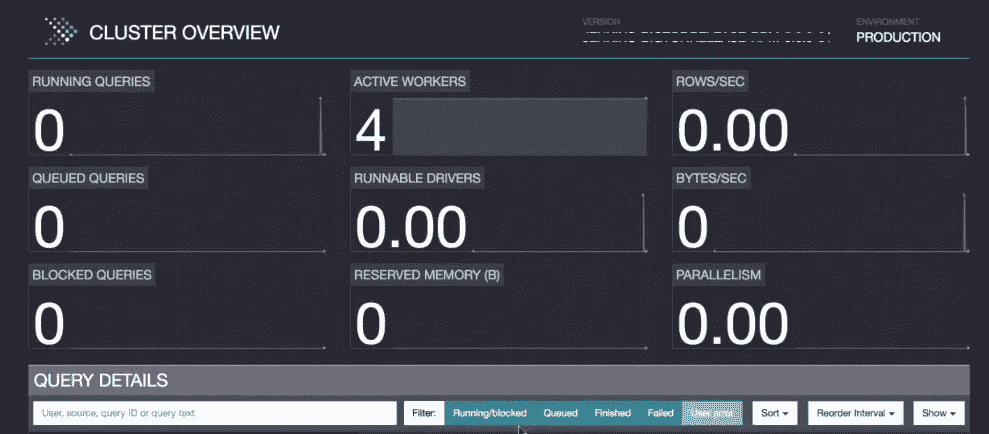 CLUSTER OVERVIEW
VERSION
ENVIRONMENT
PRODUCTION
RUNNING QUERIES
ACTIVE WORKERS
ROWS/SEC
0
4
0.00
QUEUED QUERIES
RUNNABLE DRIVERS
BYTES/SEC
0
0.00
0
BLOCKED QUERIES
RESERVED MEMORY (B)
PARALLELISM
0
0
0.00
QUERY DETAILS
User, source, query ID or query text
Filter:
Running/blocked
Queued
Finished
Failed
User error
Sort
Reorder Interval
Show